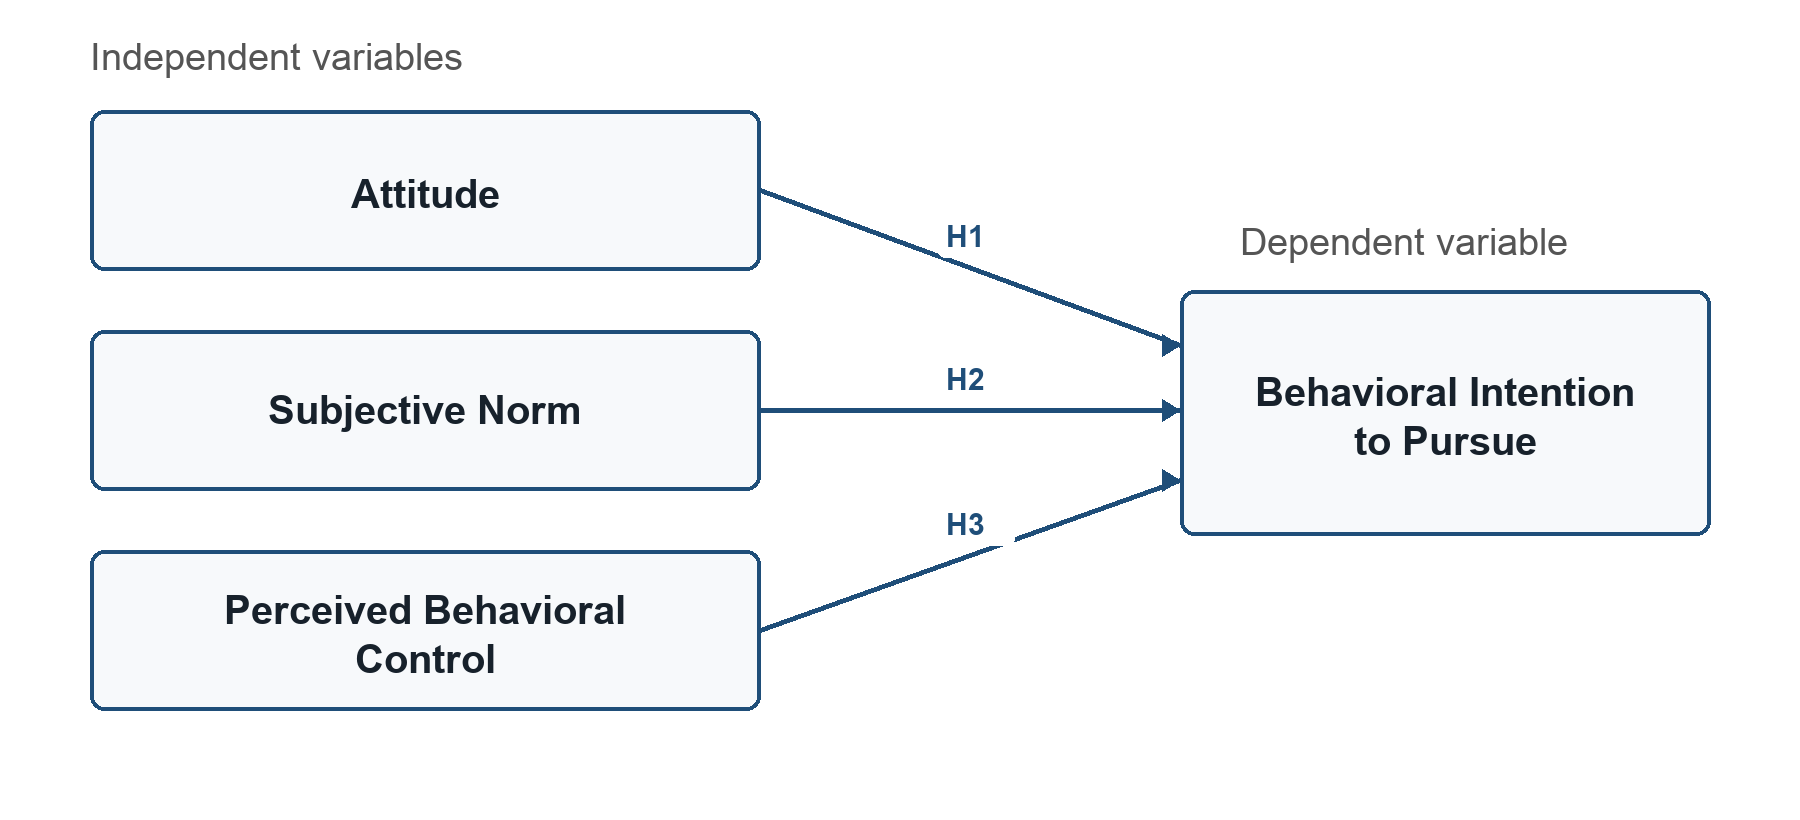 Independent variables
Attitude
H1
Dependent variable
Subjective Norm
H2
Behavioral Intention
to Pursue
H3
Perceived Behavioral
Control